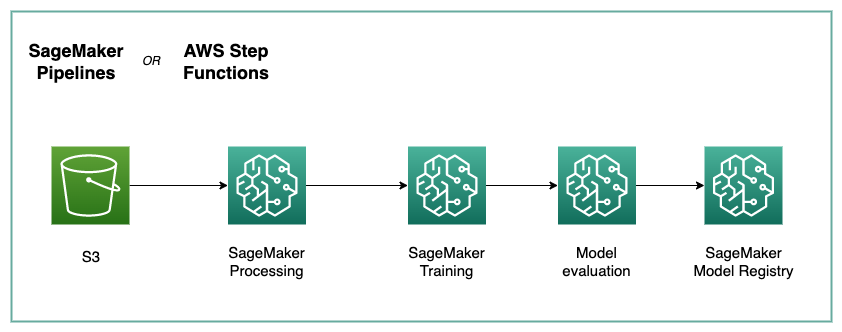 SageMaker
Pipelines
OR
AWS Step
Functions
S3
SageMaker
Processing
SageMaker
Training
Model
evaluation
SageMaker
Model Registry